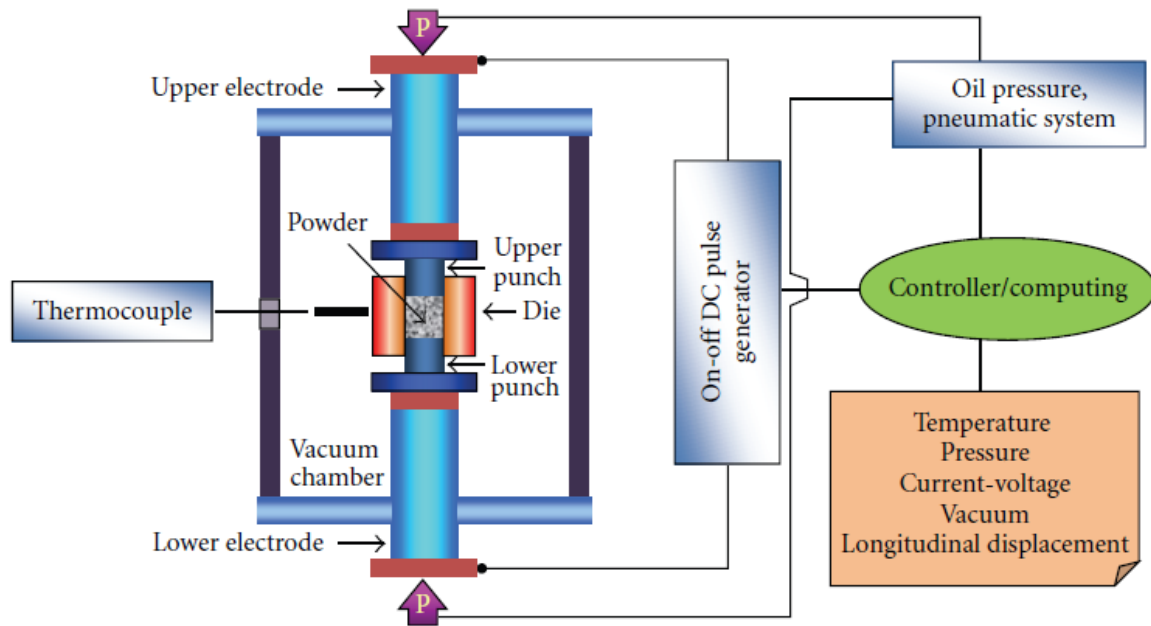 P
Upper electrode
Oil pressure,
pneumatic system
Powder
Upper
punch
Thermocouple
Die
On-off DC pulse
generator
Controller/computing
Lower
punch
Vacuum
chamber
Lower electrode
Temperature
Pressure
Current-voltage
Vacuum
Longitudinal displacement
P